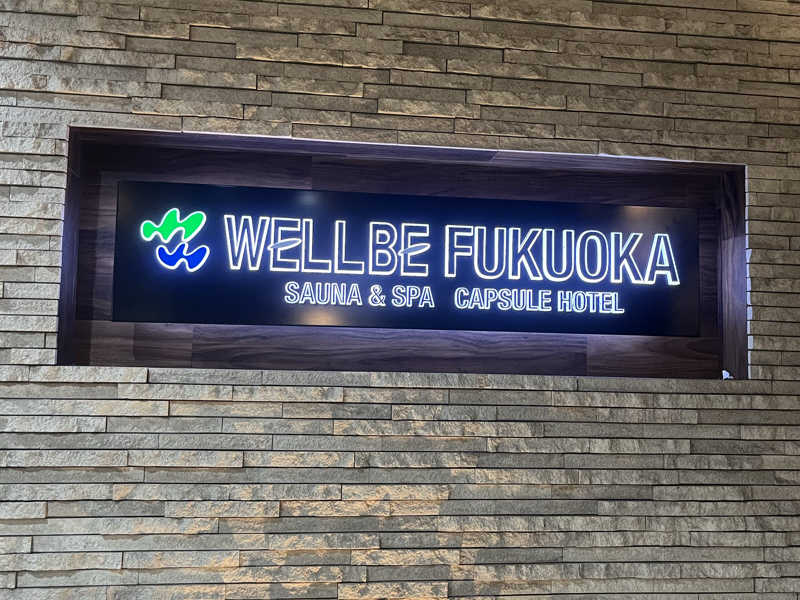 WELLBE FUKUOKA
SAUNA & SPA CAPSULE HOTEL